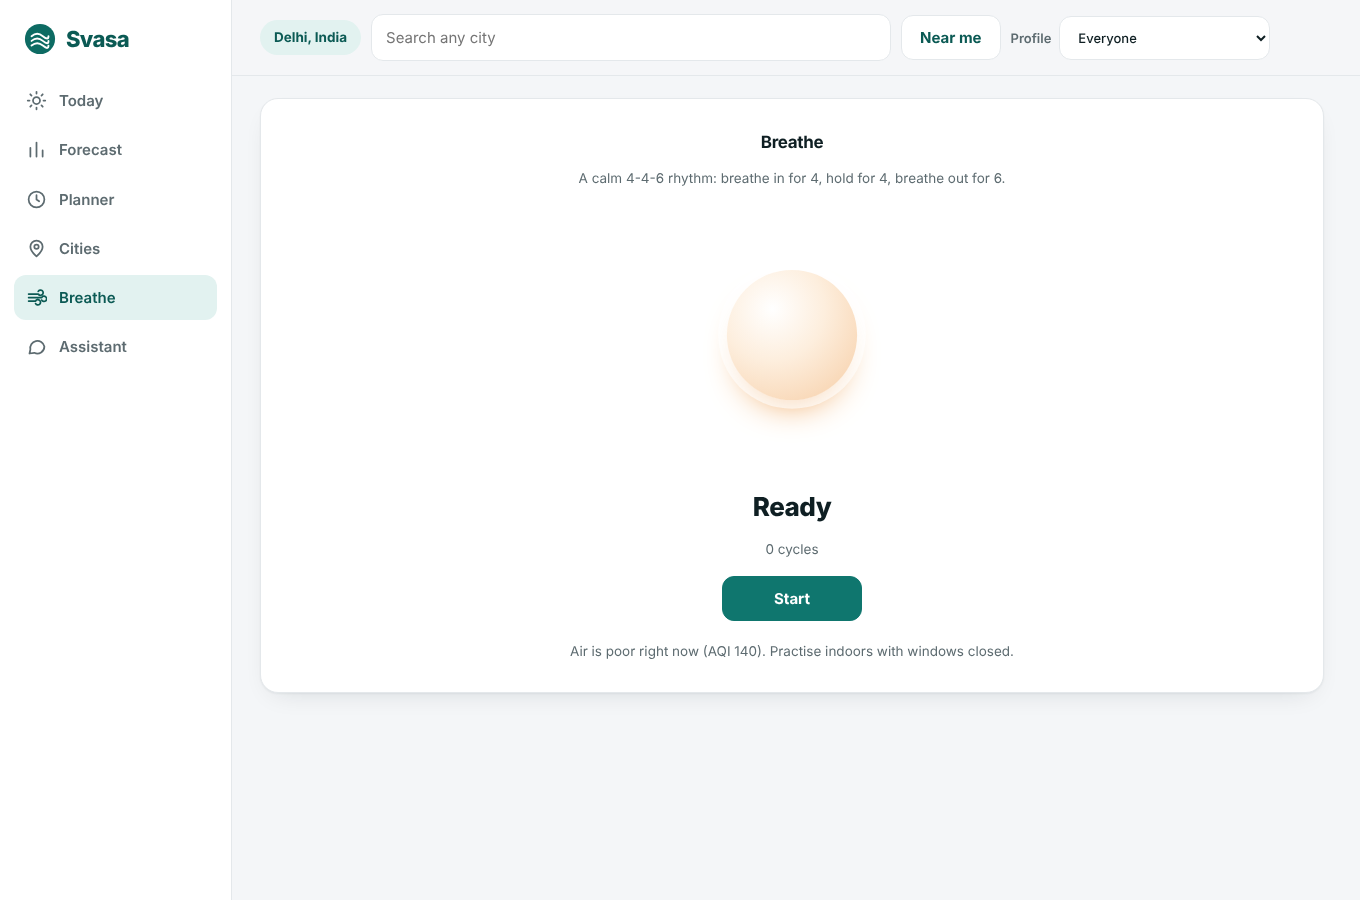 Svasa
Today
Forecast
Planner
Cities
Breathe
Assistant
Delhi, India
Search any city
Near me
Profile
Everyone
Breathe
A calm 4-4-6 rhythm: breathe in for 4, hold for 4, breathe out for 6.
Ready
0 cycles
Start
Air is poor right now (AQI 140). Practise indoors with windows closed.